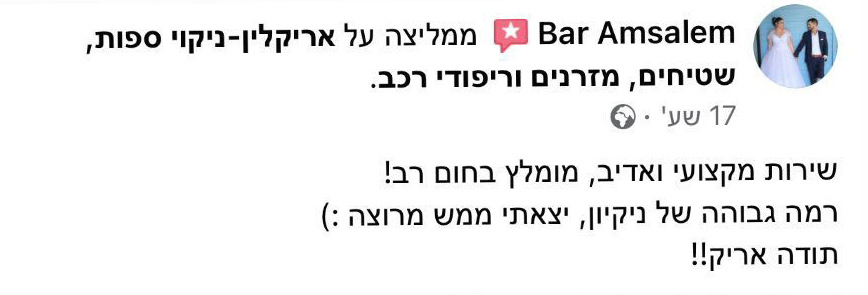 Bar Amsalem ממליצה על אריקלין-ניקוי ספות,
שטיחים, מזרנים וריפודי רכב.
17 שע' ·
שירות מקצועי ואדיב, מומלץ בחום רב!
רמה גבוהה של ניקיון, יצאתי ממש מרוצה :)
תודה אריק!!